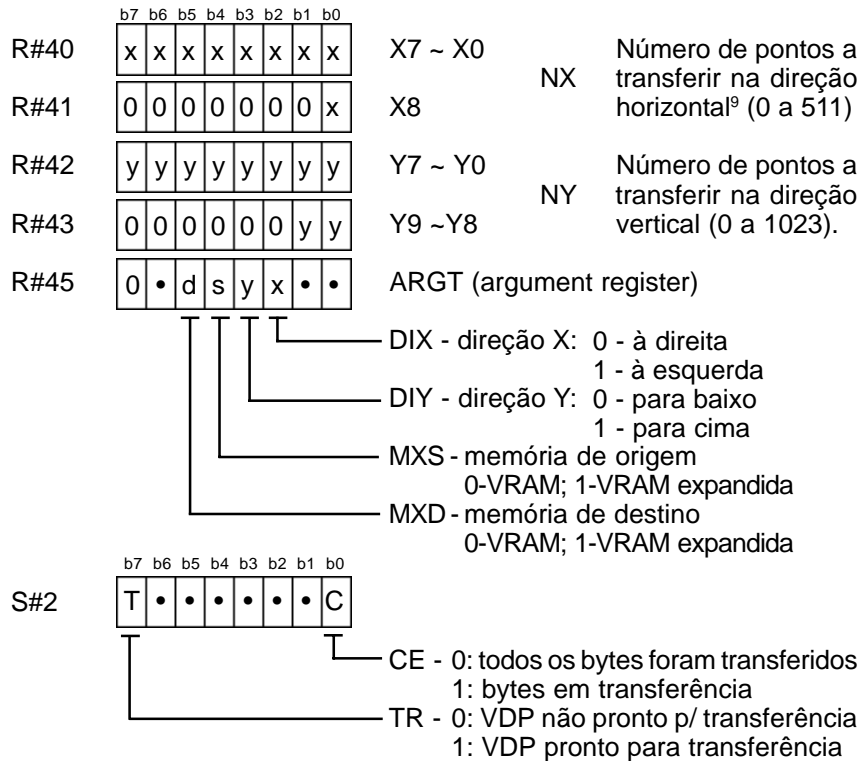 b7 b6 b5 b4 b3 b2 b1 b0
R#40 x x x x x x x x X7 ~ X0
R#41 0 0 0 0 0 0 0 x X8
NX
Número de pontos a
transferir na direção
horizontal⁹ (0 a 511)
R#42 y y y y y y y y Y7 ~ Y0
R#43 0 0 0 0 0 0 y y Y9 ~Y8
NY
Número de pontos a
transferir na direção
vertical (0 a 1023).
R#45 0 • d s y x • • ARGT (argument register)
DIX - direção X: 0 - à direita
1 - à esquerda
DIY - direção Y: 0 - para baixo
1 - para cima
MXS - memória de origem
0-VRAM; 1-VRAM expandida
MXD - memória de destino
0-VRAM; 1-VRAM expandida
b7 b6 b5 b4 b3 b2 b1 b0
S#2 T • • • • • • C
CE - 0: todos os bytes foram transferidos
1: bytes em transferência
TR - 0: VDP não pronto p/ transferência
1: VDP pronto para transferência